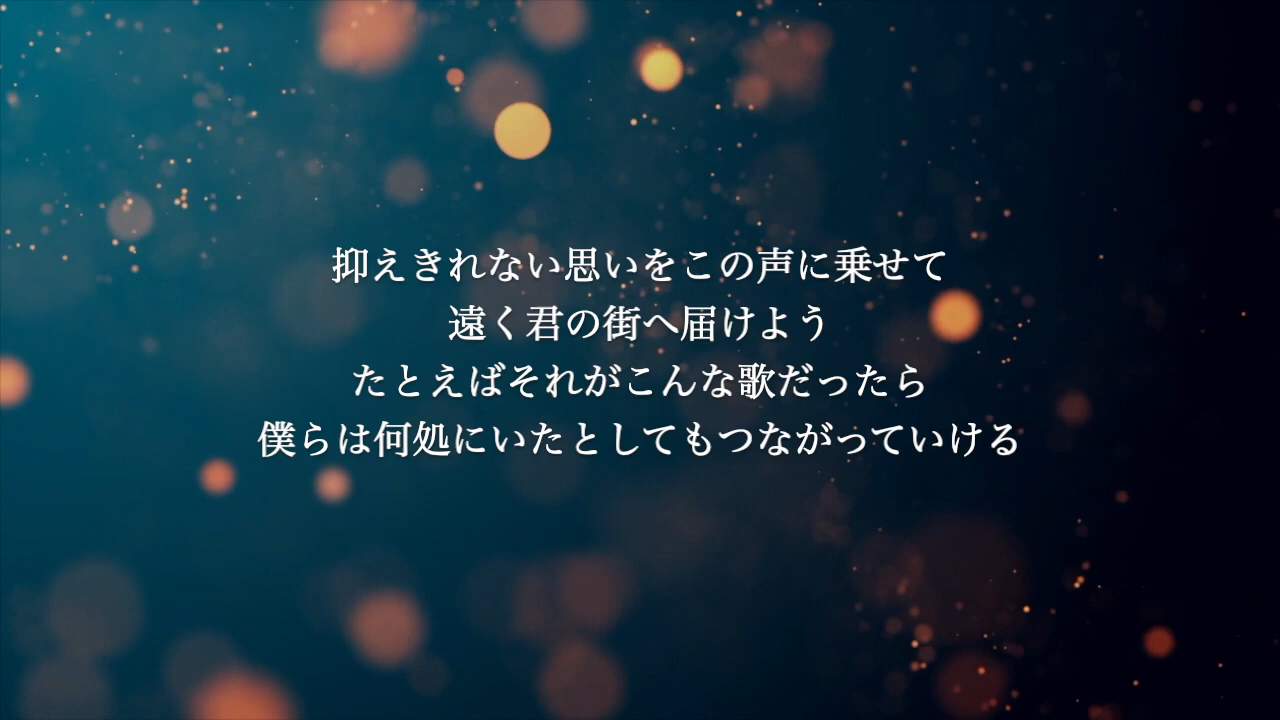 抑えきれない思いをこの声に乗せて
遠く君の街へ届けよう
たとえばそれがこんな歌だったら
僕らは何処にいたとしてもつながっていける